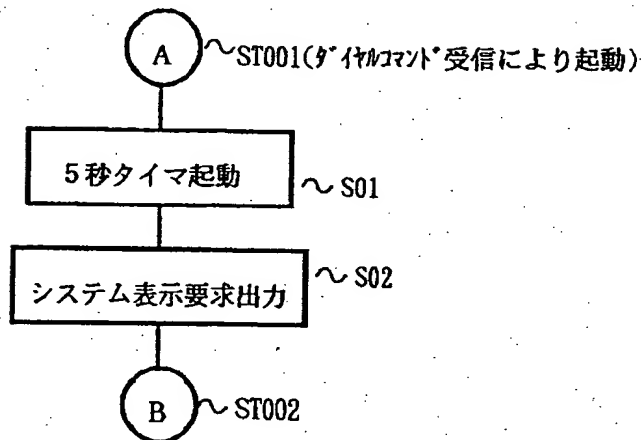 A ～ST001(ﾀﾞｲﾔﾙｺﾏﾝﾄﾞ受信により起動)
5秒タイマ起動
～S01
～S02
システム表示要求出力
B ～ST002